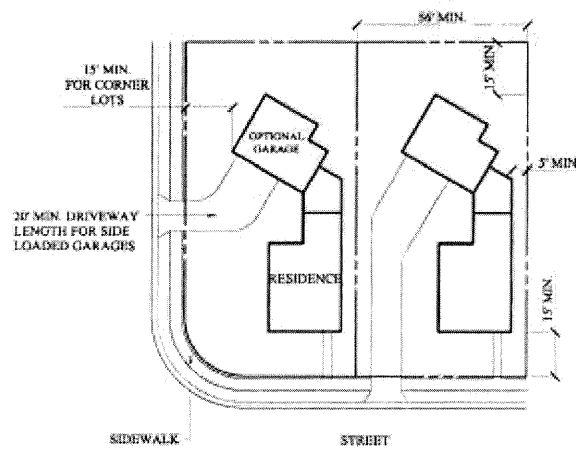 56' MIN.
15' MIN.
FOR CORNER
LOTS
15' MIN.
OPTIONAL
GARAGE
5' MIN
20' MIN. DRIVEWAY
LENGTH FOR SIDE
LOADED GARAGES
RESIDENCE
15' MIN.
SIDEWALK
STREET